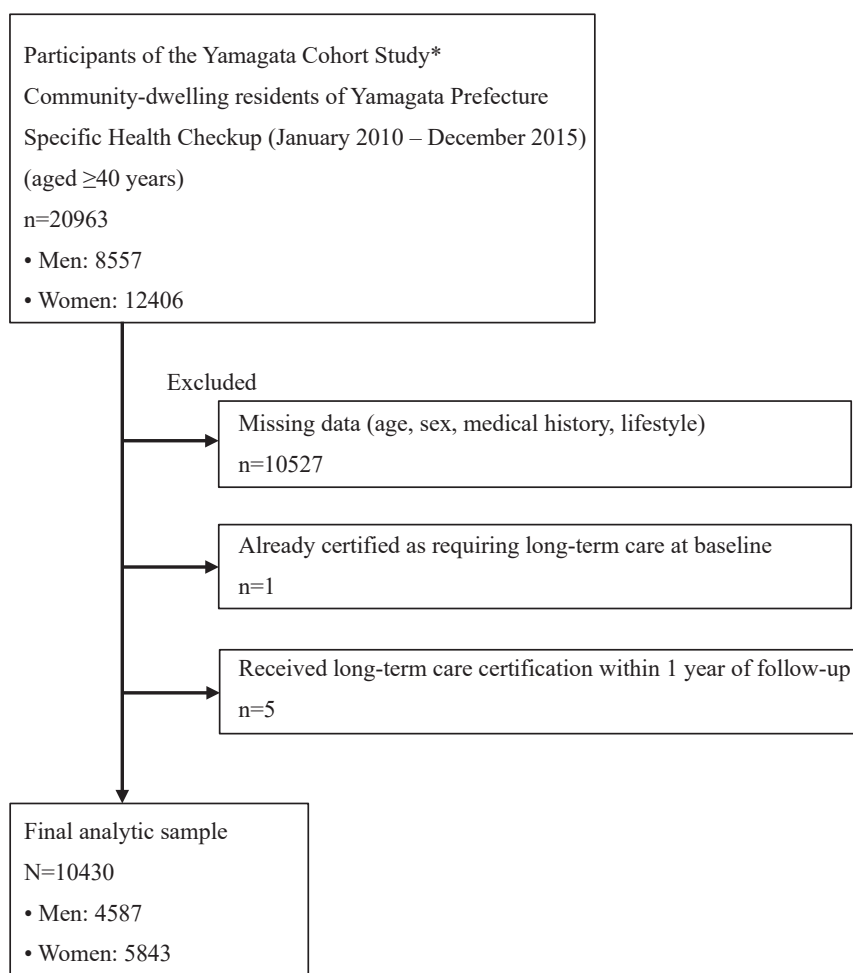 Participants of the Yamagata Cohort Study*
Community-dwelling residents of Yamagata Prefecture
Specific Health Checkup (January 2010 – December 2015)
(aged ≥40 years)
n=20963
• Men: 8557
• Women: 12406
Excluded
Missing data (age, sex, medical history, lifestyle)
n=10527
Already certified as requiring long-term care at baseline
n=1
Received long-term care certification within 1 year of follow-up
n=5
Final analytic sample
N=10430
• Men: 4587
• Women: 5843